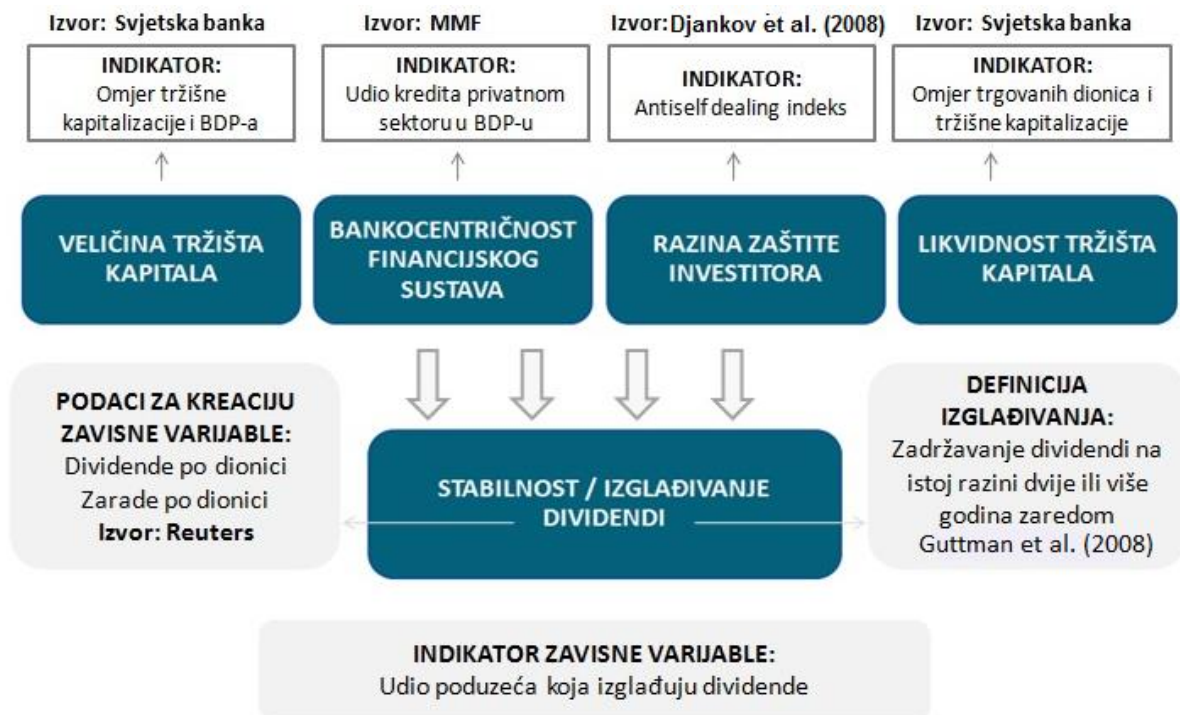 Izvor: Svjetska banka
INDIKATOR:
Omjer tržišne
kapitalizacije i BDP-a
VELIČINA TRŽIŠTA
KAPITALA
Izvor: MMF
INDIKATOR:
Udio kredita privatnom
sektoru u BDP-u
BANKOCENTRIČNOST
FINANCIJSKOG
SUSTAVA
Izvor:Djankov et al. (2008)
INDIKATOR:
Antiself dealing indeks
RAZINA ZAŠTITE
INVESTITORA
Izvor: Svjetska banka
INDIKATOR:
Omjer trgovanih dionica i
tržišne kapitalizacije
LIKVIDNOST TRŽIŠTA
KAPITALA
PODACI ZA KREACIJU
ZAVISNE VARIJABLE:
Dividende po dionici
Zarade po dionici
Izvor: Reuters
STABILNOST / IZGLAĐIVANJE
DIVIDENDI
DEFINICIJA
IZGLAĐIVANJA:
Zadržavanje dividendi na
istoj razini dvije ili više
godina zaredom
Guttman et al. (2008)
INDIKATOR ZAVISNE VARIJABLE:
Udio poduzeća koja izglađuju dividende